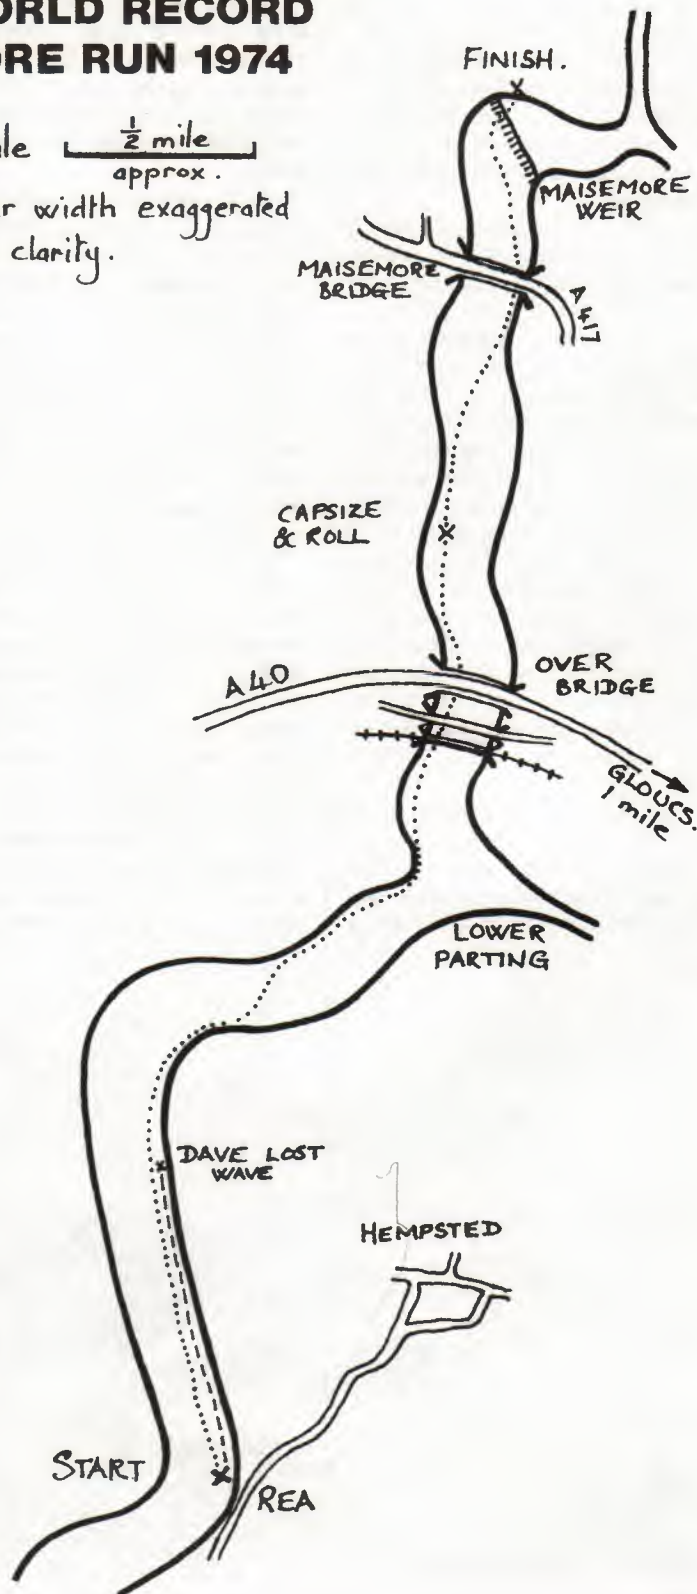 ORLD RECORD
ORE RUN 1974
FINISH.
½ mile
approx.
width exaggerated
clarity.
MAISEMORE
WEIR
MAISEMORE
BRIDGE
A417
CAPSIZE
& ROLL
A40
OVER
BRIDGE
GLOUCS.
1 mile
LOWER
PARTING
DAVE LOST
WAVE
HEMPSTED
START
REA